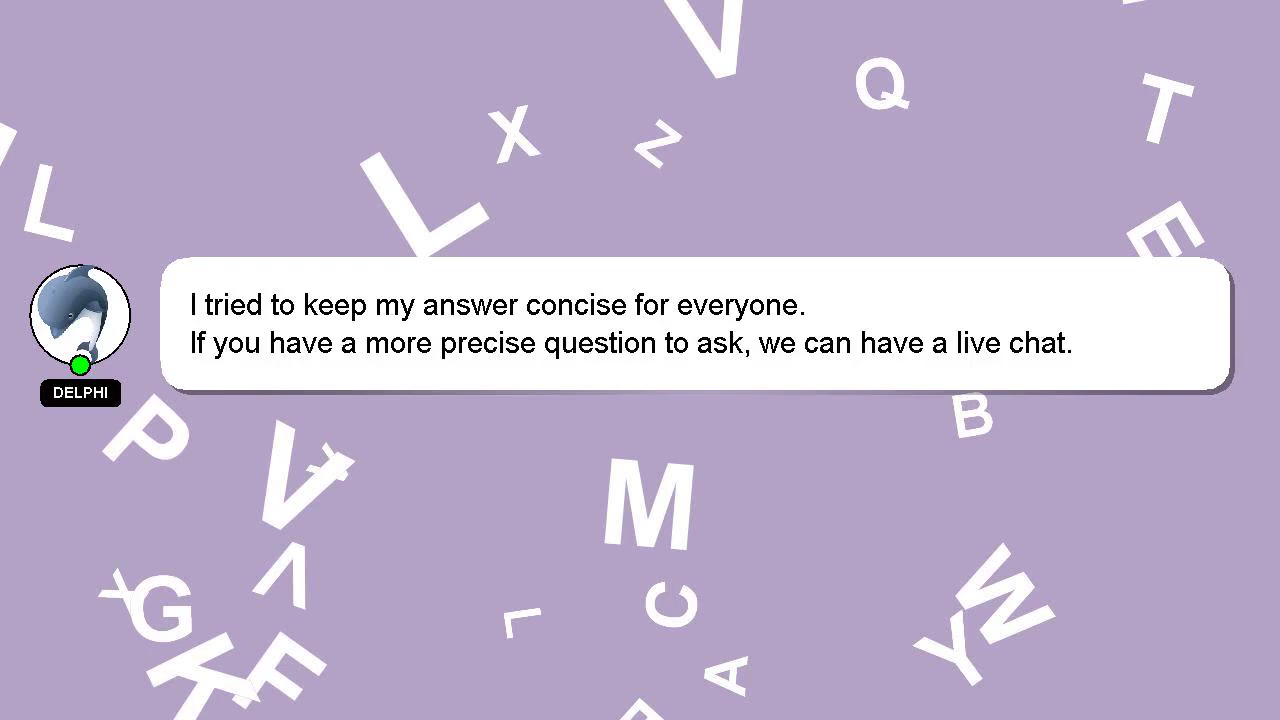 V
Q
T
X
Z
L
L
E
I tried to keep my answer concise for everyone.
If you have a more precise question to ask, we can have a live chat.
DELPHI
B
P
V
M
V
X
G
C
L
W
Y
K
F
A